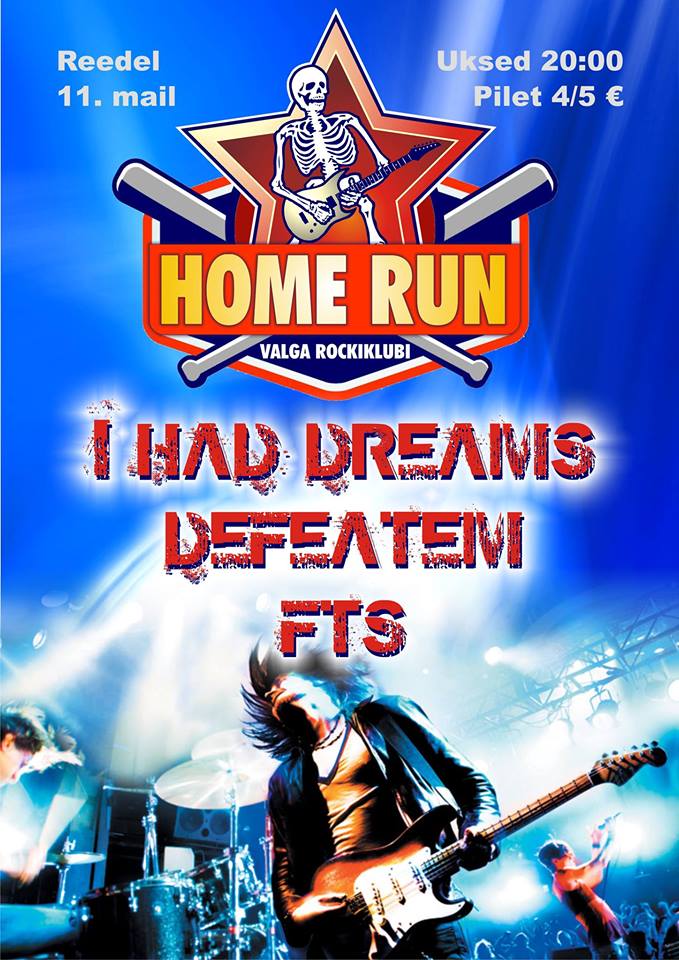 Reedel
11. mail
Uksed 20:00
Pilet 4/5 €
HOME RUN
VALGA ROCKIKLUBI
I HAD DREAMS
DEFEATEM
FTS